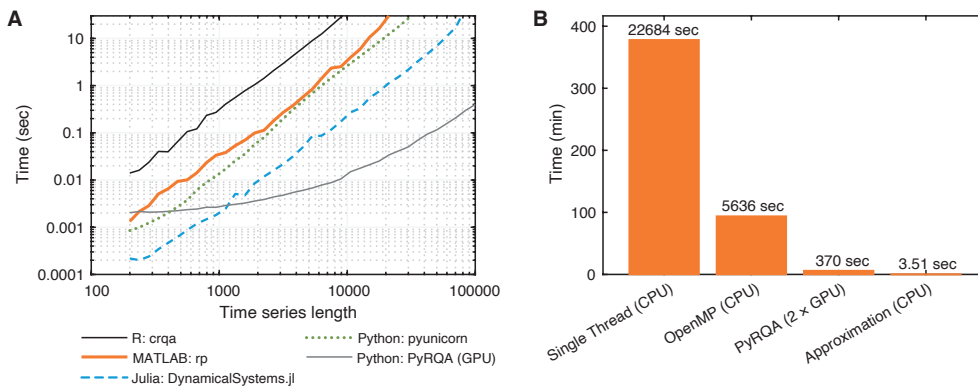 A
Time (sec)
10
1
0.1
0.01
0.001
0.0001
100
1000
10000
100000
Time series length
R: crqa
MATLAB: rp
Julia: DynamicalSystems.jl
Python: pyunicorn
Python: PyRQA (GPU)
B
Time (min)
400
300
200
100
0
22684 sec
5636 sec
370 sec
3.51 sec
Single Thread (CPU)
OpenMP (CPU)
PyRQA (2 x GPU)
Approximation (CPU)